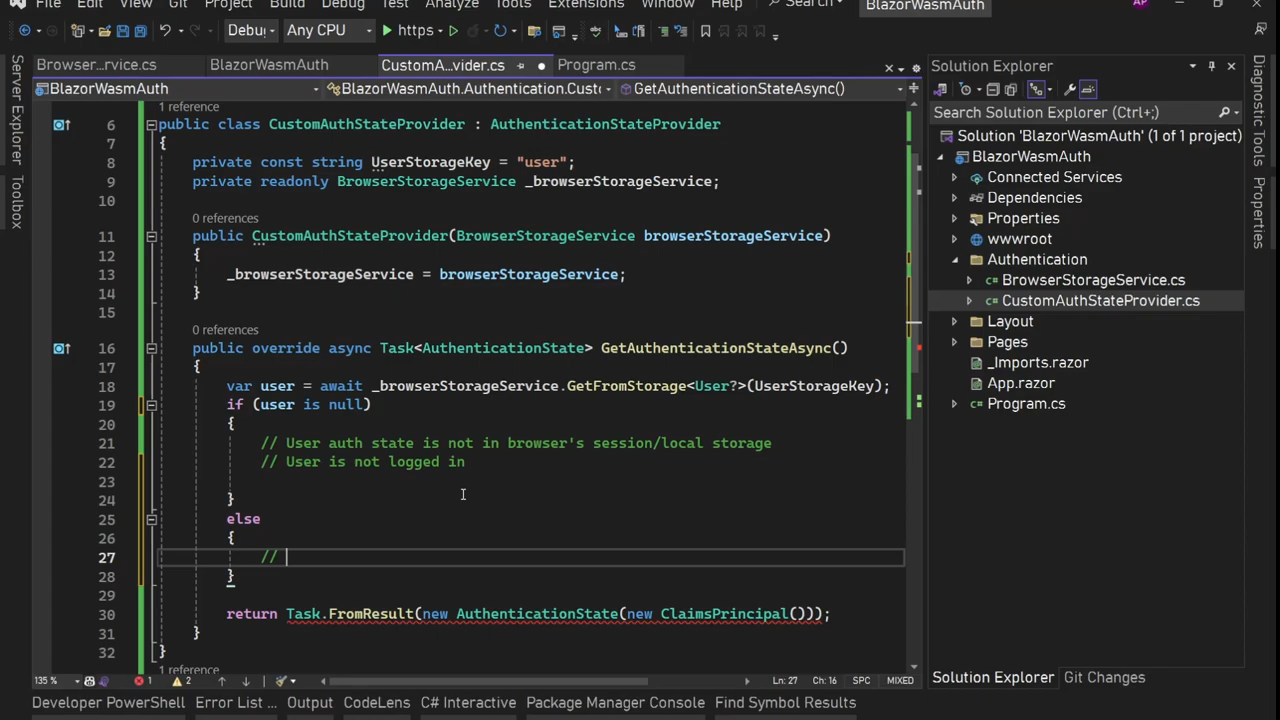 File Edit View Git Project Build Debug Test Analyze Tools Extensions Window Help Search BlazorWasmAuth AP
Debug Any CPU https
Browser...rvice.cs BlazorWasmAuth CustomA...vider.cs Program.cs
BlazorWasmAuth BlazorWasmAuth.Authentication.Custo GetAuthenticationStateAsync()
Server Explorer
Toolbox
1 reference
6 public class CustomAuthStateProvider : AuthenticationStateProvider
7 {
8 private const string UserStorageKey = "user";
9 private readonly BrowserStorageService _browserStorageService;
10
0 references
11 public CustomAuthStateProvider(BrowserStorageService browserStorageService)
12 {
13 _browserStorageService = browserStorageService;
14 }
15
0 references
16 public override async Task<AuthenticationState> GetAuthenticationStateAsync()
17 {
18 var user = await _browserStorageService.GetFromStorage<User?>(UserStorageKey);
19 if (user is null)
20 {
21 // User auth state is not in browser's session/local storage
22 // User is not logged in
23
24 }
25 else
26 {
27 //
28 }
29
30 return Task.FromResult(new AuthenticationState(new ClaimsPrincipal()));
31 }
32 }
1 reference
135 % 1 2 Ln: 27 Ch: 16 SPC MIXED
Developer PowerShell Error List ... Output CodeLens C# Interactive Package Manager Console Find Symbol Results
Solution Explorer
Search Solution Explorer (Ctrl+;)
Solution 'BlazorWasmAuth' (1 of 1 project)
BlazorWasmAuth
Connected Services
Dependencies
Properties
wwwroot
Authentication
BrowserStorageService.cs
CustomAuthStateProvider.cs
Layout
Pages
_Imports.razor
App.razor
Program.cs
Solution Explorer Git Changes
Diagnostic Tools
Properties